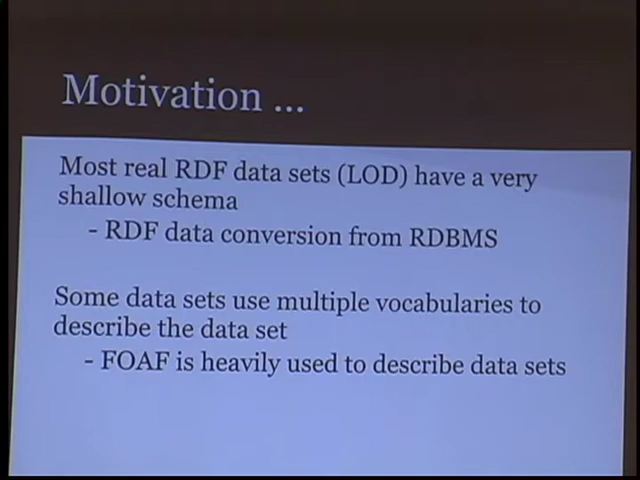 Motivation ...
Most real RDF data sets (LOD) have a very
shallow schema
- RDF data conversion from RDBMS
Some data sets use multiple vocabularies to
describe the data set
- FOAF is heavily used to describe data sets